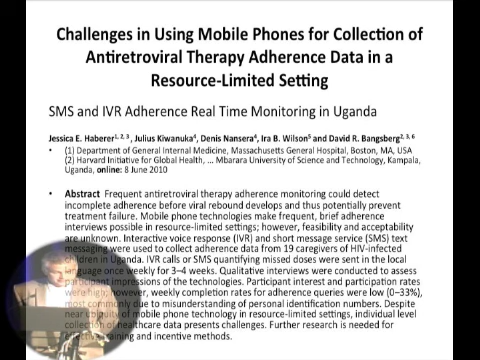 Challenges in Using Mobile Phones for Collection of
Antiretroviral Therapy Adherence Data in a
Resource-Limited Setting
SMS and IVR Adherence Real Time Monitoring in Uganda
Jessica E. Haberer1, 2, 3 , Julius Kiwanuka4, Denis Nansera4, Ira B. Wilson5 and David R. Bangsberg2, 3, 6
• (1) Department of General Internal Medicine, Massachusetts General Hospital, Boston, MA, USA
(2) Harvard Initiative for Global Health, ... Mbarara University of Science and Technology, Kampala,
Uganda, online: 8 June 2010
• Abstract Frequent antiretroviral therapy adherence monitoring could detect
incomplete adherence before viral rebound develops and thus potentially prevent
treatment failure. Mobile phone technologies make frequent, brief adherence
interviews possible in resource-limited settings; however, feasibility and acceptability
are unknown. Interactive voice response (IVR) and short message service (SMS) text
messaging were used to collect adherence data from 19 caregivers of HIV-infected
children in Uganda. IVR calls or SMS quantifying missed doses were sent in the local
language once weekly for 3–4 weeks. Qualitative interviews were conducted to assess
participant impressions of the technologies. Participant interest and participation rates
were high; however, weekly completion rates for adherence queries were low (0–33%),
most commonly due to misunderstanding of personal identification numbers. Despite
near ubiquity of mobile phone technology in resource-limited settings, individual level
collection of healthcare data presents challenges. Further research is needed for
effective training and incentive methods.